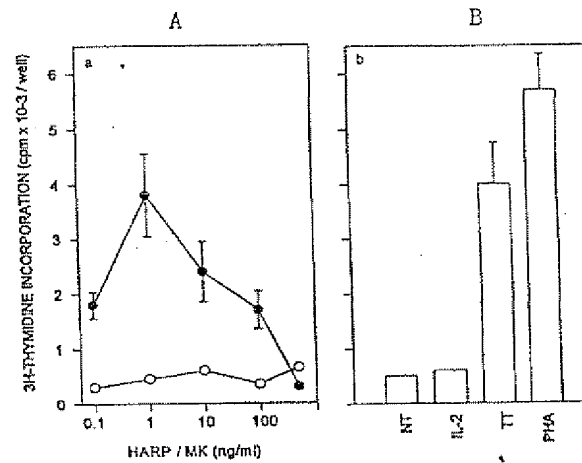 A
B
a
b
3H-THYMIDINE INCORPORATION (cpm x 10-3 / well)
6
5
4
3
2
1
0
0.1 1 10 100
HARP / MK (ng/ml)
NT IL-2 TT PHA